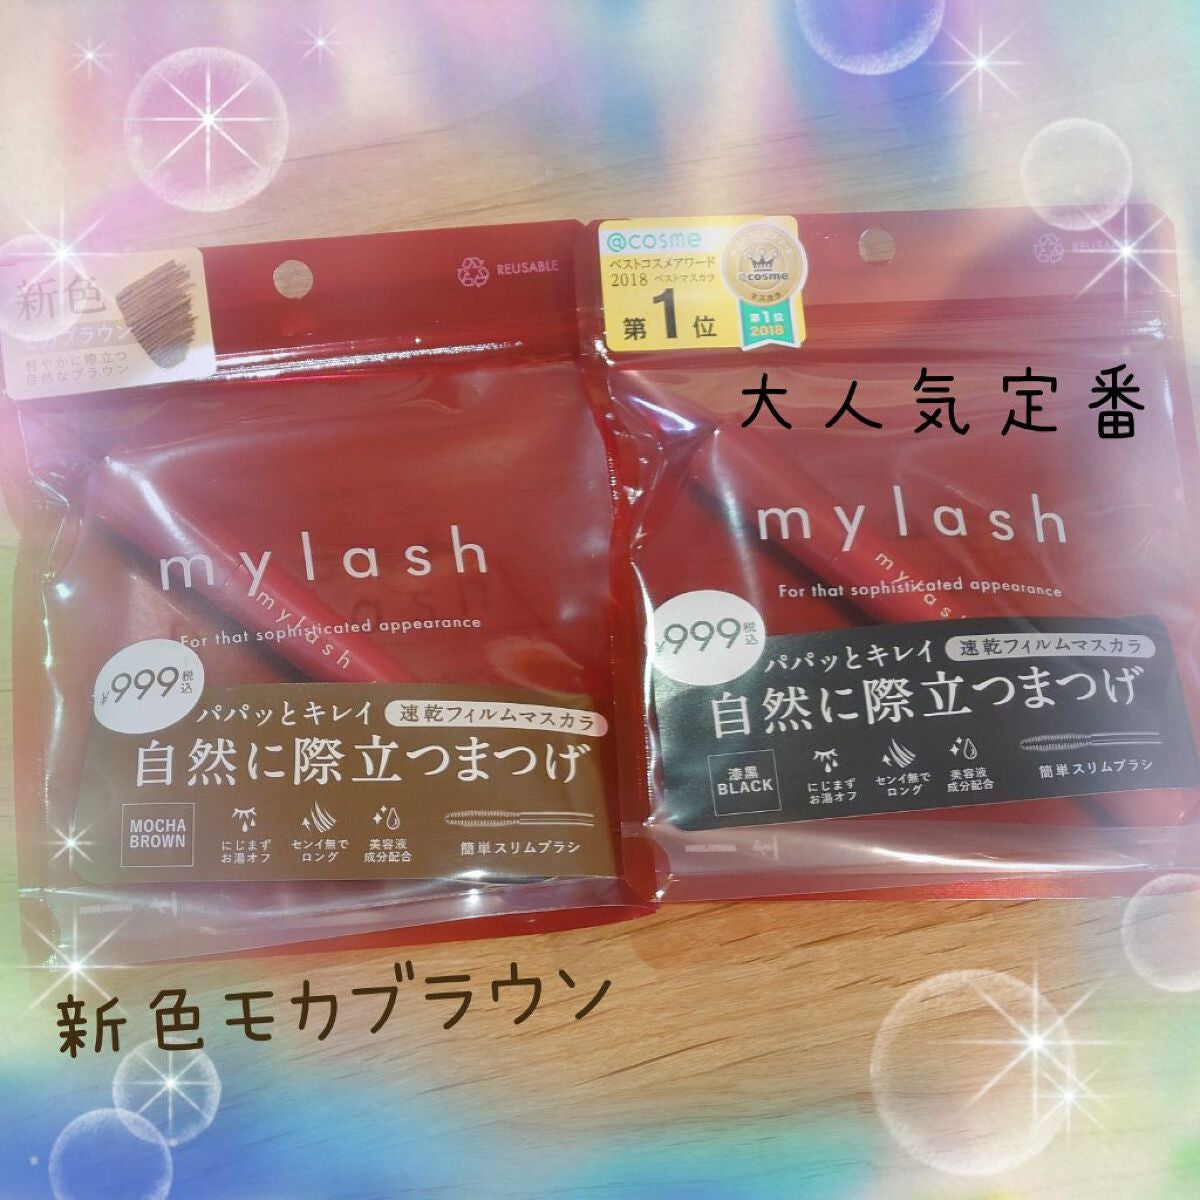 新色
ブラウン
軽やかに際立つ
自然なブラウン
REUSABLE
mylash
mylash
For that sophisticated appearance
¥999税込
パパッとキレイ 速乾フィルムマスカラ
自然に際立つまつげ
MOCHA
BROWN
にじまず
お湯オフ
センイ無で
ロング
美容液
成分配合
簡単スリムブラシ
新色モカブラウン
@cosme
ベストコスメアワード
2018 ベストマスカラ
第1位
@cosme
マスカラ
第1位
2018
REUSABLE
大人気定番
mylash
mylash
For that sophisticated appearance
¥999税込
パパッとキレイ 速乾フィルムマスカラ
自然に際立つまつげ
漆黒
BLACK
にじまず
お湯オフ
センイ無で
ロング
美容液
成分配合
簡単スリムブラシ